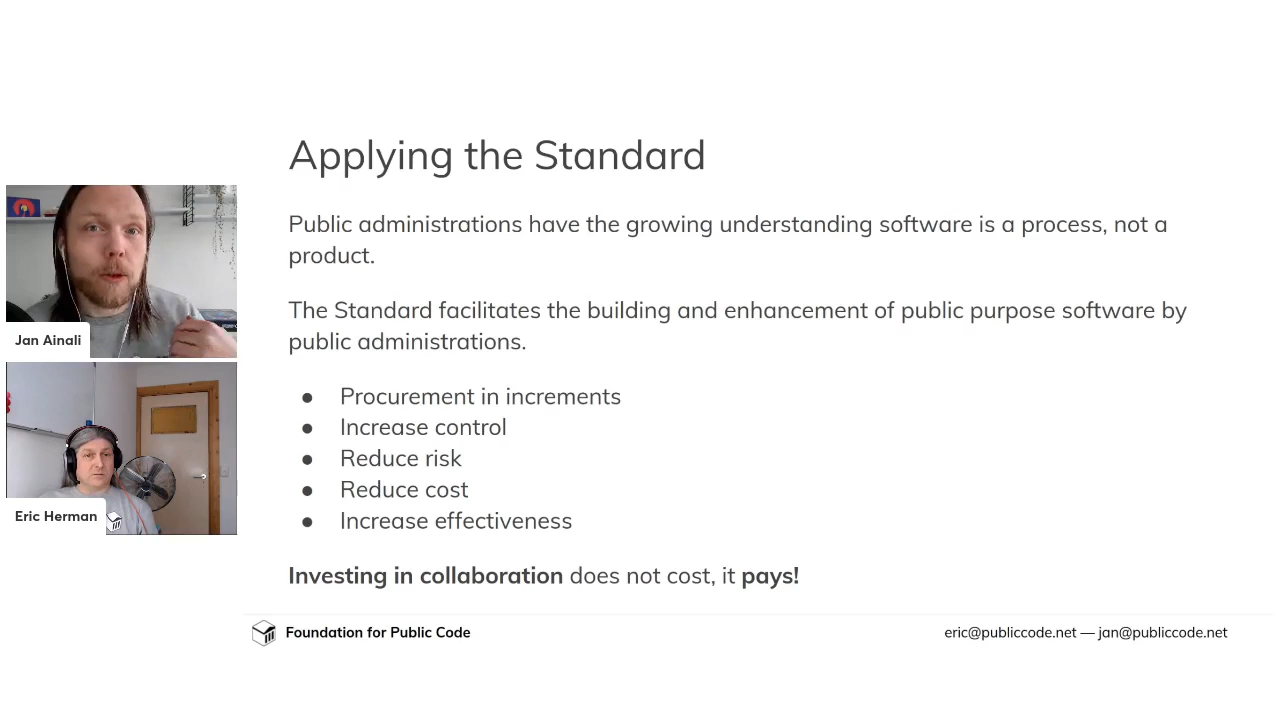 Applying the Standard
Public administrations have the growing understanding software is a process, not a
product.
The Standard facilitates the building and enhancement of public purpose software by
public administrations.
● Procurement in increments
● Increase control
● Reduce risk
● Reduce cost
● Increase effectiveness
Investing in collaboration does not cost, it pays!
Jan Ainali
Eric Herman
Foundation for Public Code
eric@publiccode.net — jan@publiccode.net